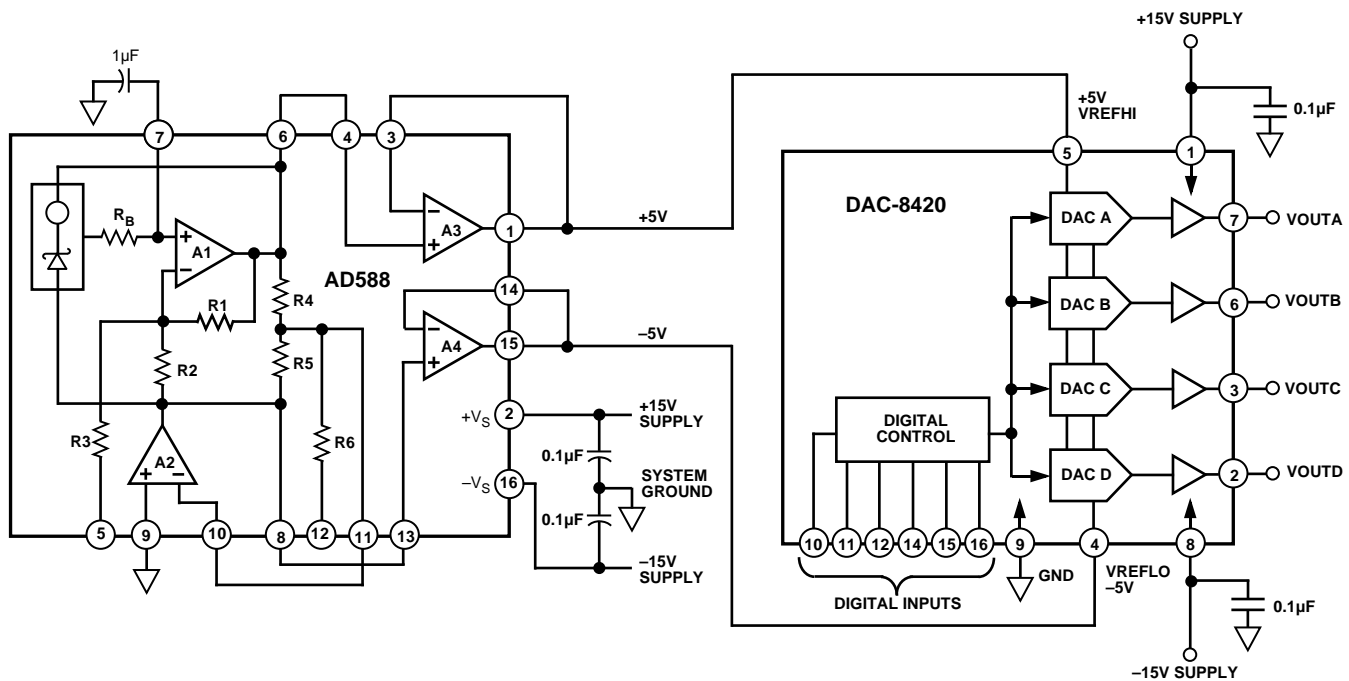 +15V SUPPLY
1µF
0.1µF
+5V
VREFHI
7
6
4
3
5
1
DAC-8420
RB
A1
+
−
A3
−
+
1
+5V
DAC A
7
VOUTA
AD588
R4
R1
14
DAC B
6
VOUTB
R2
R5
A4
−
+
15
−5V
DAC C
3
VOUTC
R3
R6
+VS
2
+15V
SUPPLY
DIGITAL
CONTROL
A2
+
−
0.1µF
SYSTEM
GROUND
−VS
16
DAC D
2
VOUTD
0.1µF
5
9
10
8
12
11
13
−15V
SUPPLY
10
11
12
14
15
16
9
4
8
GND
VREFLO
−5V
DIGITAL INPUTS
0.1µF
−15V SUPPLY